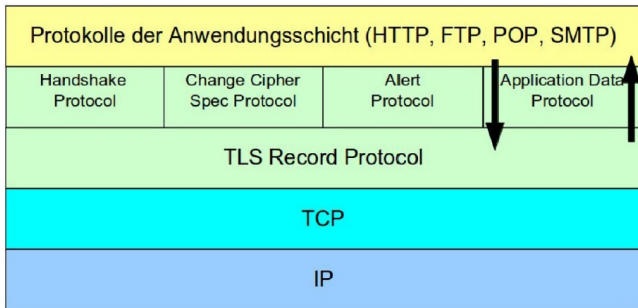 Protokolle der Anwendungsschicht (HTTP, FTP, POP, SMTP)
Handshake
Protocol
Change Cipher
Spec Protocol
Alert
Protocol
Application Data
Protocol
TLS Record Protocol
TCP
IP